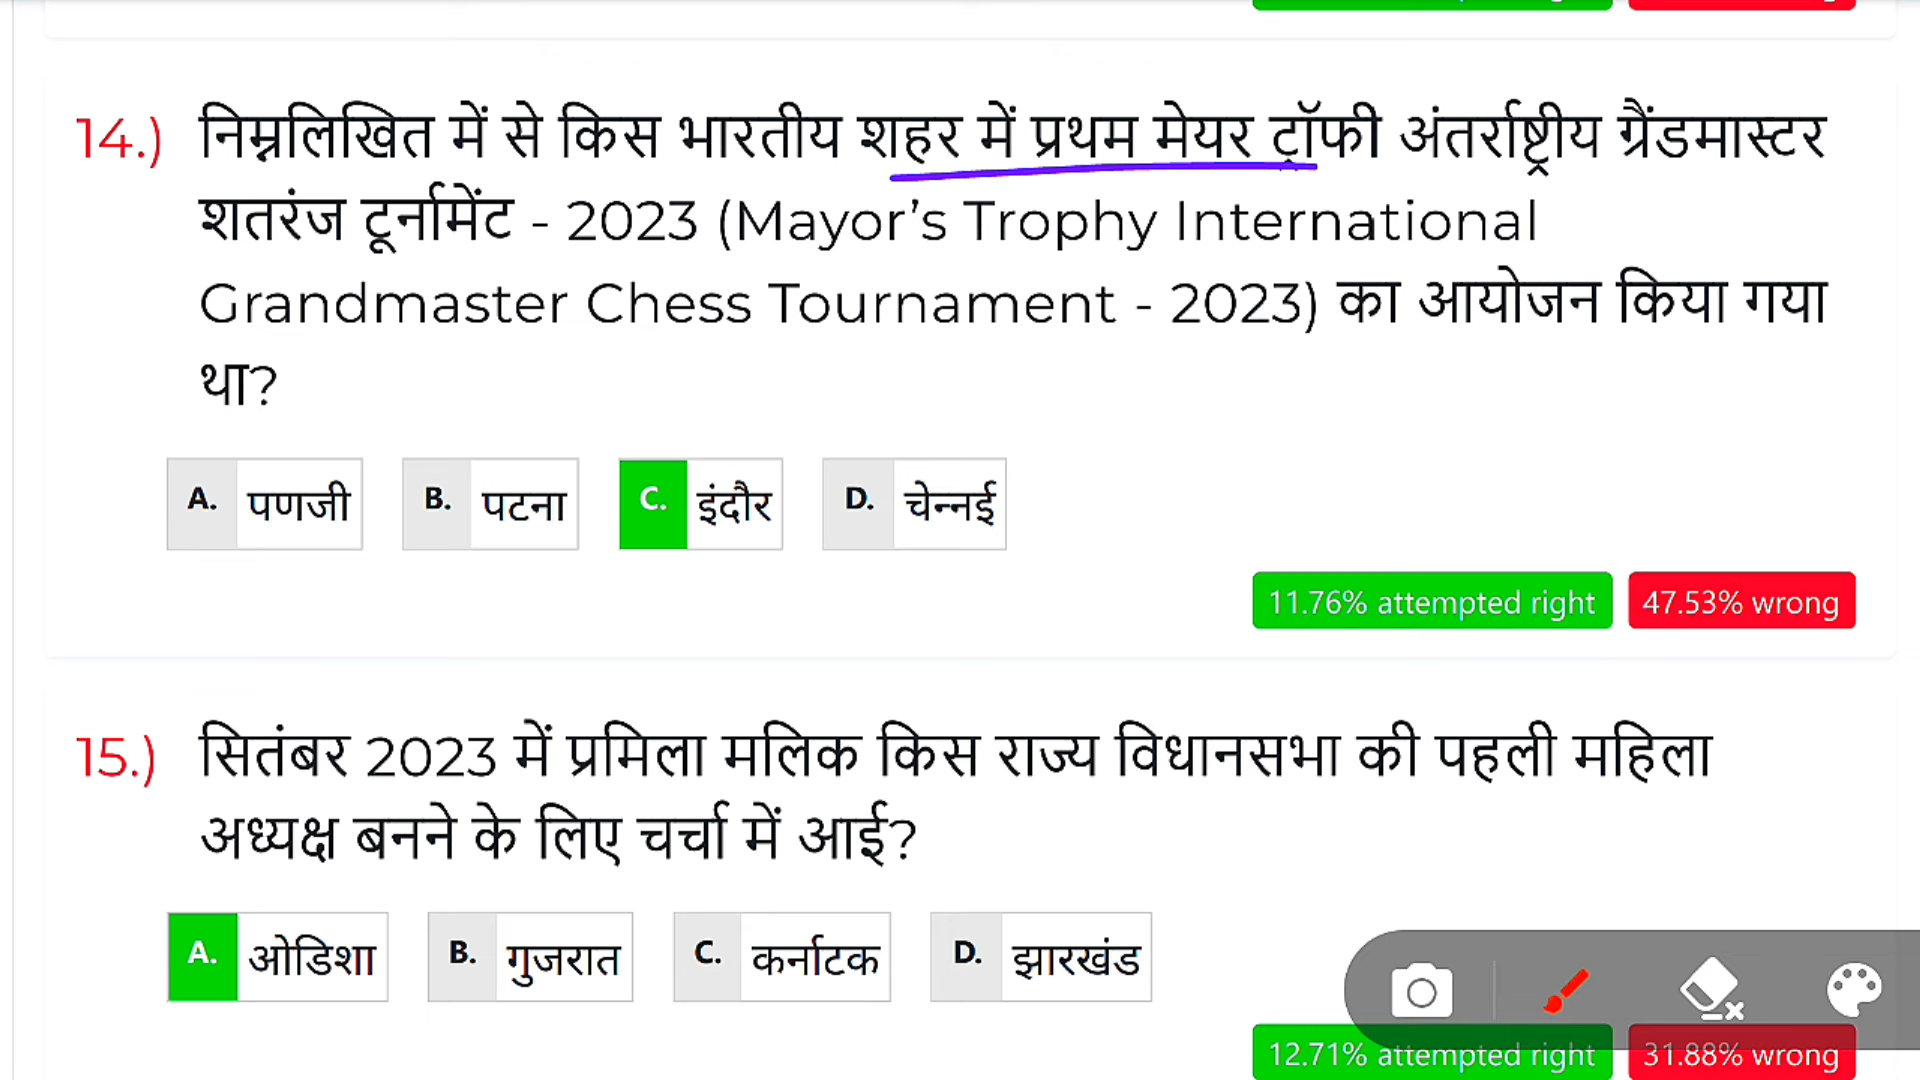 14.) निम्नलिखित में से किस भारतीय शहर में प्रथम मेयर ट्रॉफी अंतर्राष्ट्रीय ग्रैंडमास्टर
शतरंज टूर्नामेंट - 2023 (Mayor’s Trophy International
Grandmaster Chess Tournament - 2023) का आयोजन किया गया
था?
A. पणजी B. पटना C. इंदौर D. चेन्नई
11.76% attempted right 47.53% wrong
15.) सितंबर 2023 में प्रमिला मलिक किस राज्य विधानसभा की पहली महिला
अध्यक्ष बनने के लिए चर्चा में आई?
A. ओडिशा B. गुजरात C. कर्नाटक D. झारखंड
12.71% attempted right 31.88% wrong